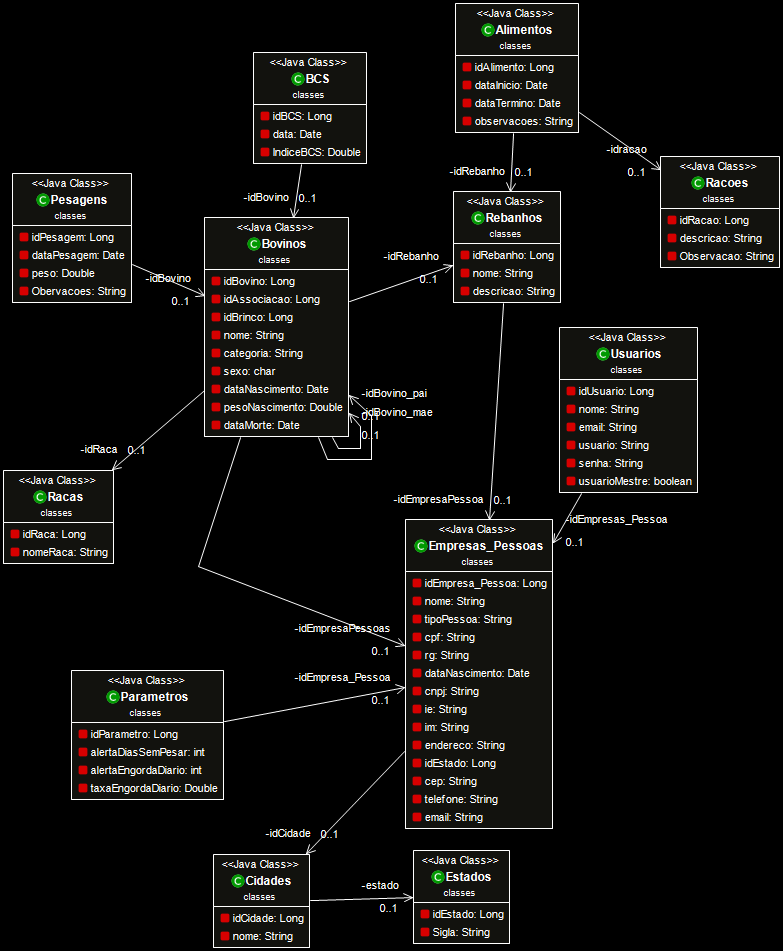 <<Java Class>>
Alimentos
classes
idAlimento: Long
dataInicio: Date
dataTermino: Date
observacoes: String
<<Java Class>>
BCS
classes
idBCS: Long
data: Date
IndiceBCS: Double
-idracao
0..1
-idRebanho
0..1
<<Java Class>>
Racoes
classes
idRacao: Long
descricao: String
Observacao: String
<<Java Class>>
Pesagens
classes
idPesagem: Long
dataPesagem: Date
peso: Double
Obervacoes: String
-idBovino
0..1
<<Java Class>>
Rebanhos
classes
idRebanho: Long
nome: String
descricao: String
<<Java Class>>
Bovinos
classes
idBovino: Long
idAssociacao: Long
idBrinco: Long
nome: String
categoria: String
sexo: char
dataNascimento: Date
pesoNascimento: Double
dataMorte: Date
-idBovino
0..1
-idRebanho
0..1
<<Java Class>>
Usuarios
classes
idUsuario: Long
nome: String
email: String
usuario: String
senha: String
usuarioMestre: boolean
-idBovino_pai
0..1
-idBovino_mae
0..1
-idRaca
0..1
<<Java Class>>
Racas
classes
idRaca: Long
nomeRaca: String
-idEmpresaPessoa
0..1
-idEmpresas_Pessoa
0..1
<<Java Class>>
Empresas_Pessoas
classes
idEmpresa_Pessoa: Long
nome: String
tipoPessoa: String
cpf: String
rg: String
dataNascimento: Date
cnpj: String
ie: String
im: String
endereco: String
idEstado: Long
cep: String
telefone: String
email: String
-idEmpresaPessoas
0..1
-idEmpresa_Pessoa
0..1
<<Java Class>>
Parametros
classes
idParametro: Long
alertaDiasSemPesar: int
alertaEngordaDiario: int
taxaEngordaDiario: Double
-idCidade
0..1
<<Java Class>>
Cidades
classes
idCidade: Long
nome: String
-estado
0..1
<<Java Class>>
Estados
classes
idEstado: Long
Sigla: String